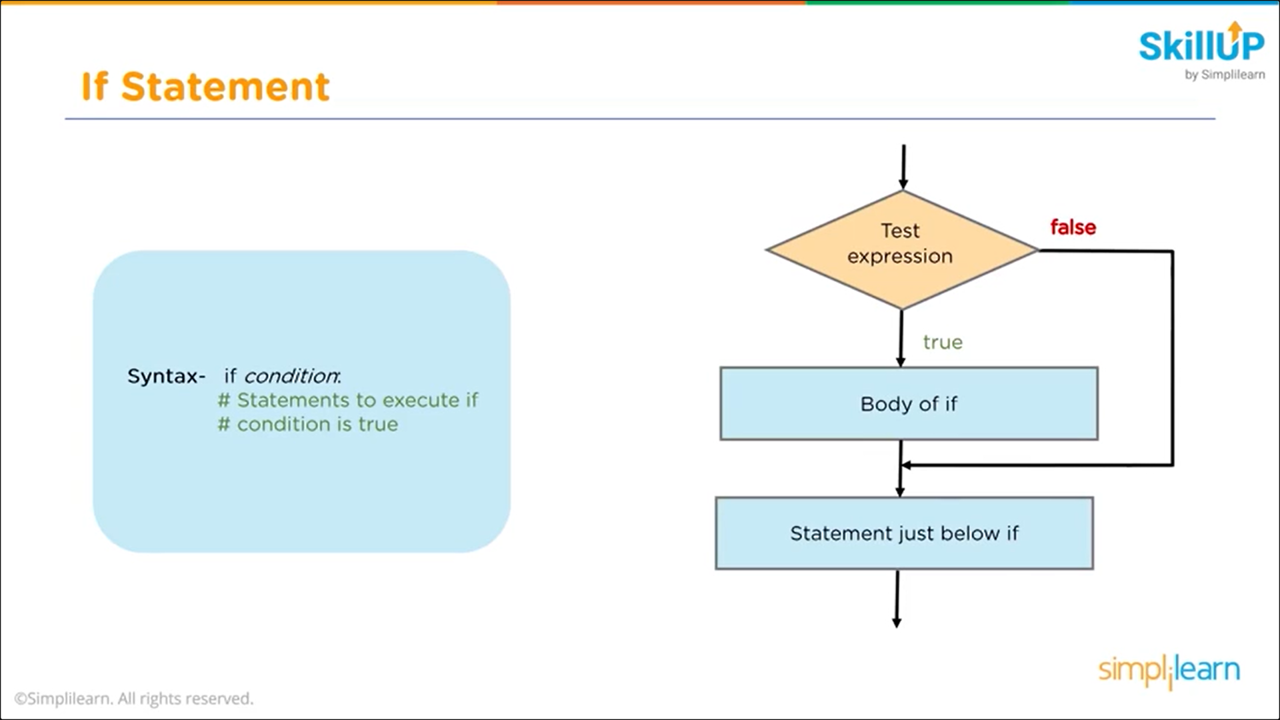 SkillUP
by Simplilearn
If Statement
Syntax- if condition:
# Statements to execute if
# condition is true
Test
expression
false
true
Body of if
Statement just below if
simplilearn
©Simplilearn. All rights reserved.